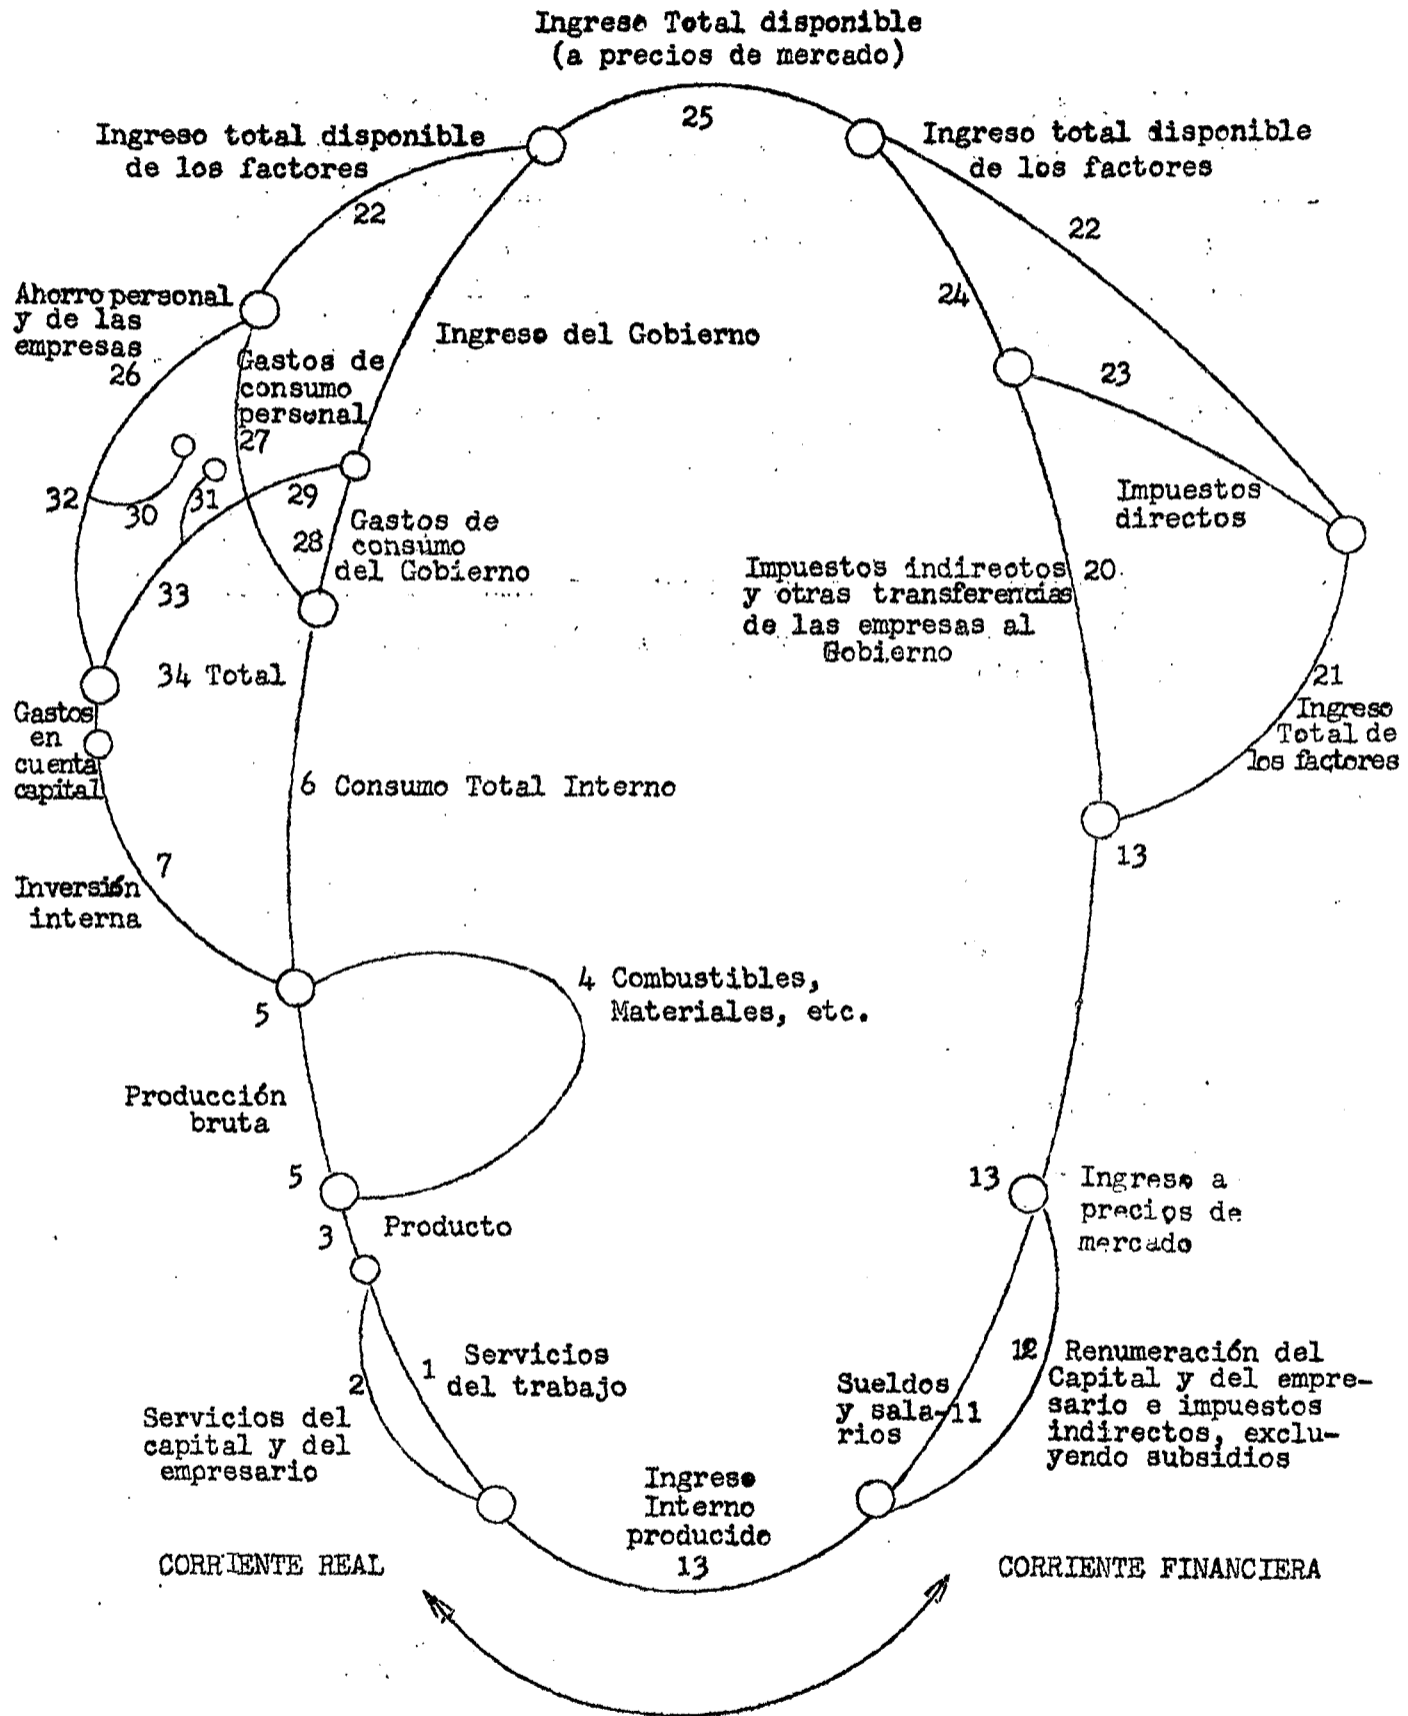 Ingreso Total disponible
(a precios de mercado)
25
Ingreso total disponible
de los factores
22
Ingreso total disponible
de los factores
22
24
23
Ahorro personal
y de las
empresas
26
Ingreso del Gobierno
Gastos de
consumo
personal
27
32
30
31
29
28
Gastos de
consumo
del Gobierno
33
Impuestos
directos
Impuestos indirectos 20
y otras transferencias
de las empresas al
Gobierno
34 Total
21
Ingreso
Total de
los factores
Gastos
en
cuenta
capital
6 Consumo Total Interno
13
7
Inversión
interna
5
4 Combustibles,
Materiales, etc.
Producción
bruta
5
3
Producto
13
Ingreso a
precios de
mercado
1
Servicios
del trabajo
2
Servicios del
capital y del
empresario
Sueldos
y sala-11
rios
12 Renumeración del
Capital y del empre-
sario e impuestos
indirectos, exclu-
yendo subsidios
Ingreso
Interno
producido
13
CORRIENTE REAL
CORRIENTE FINANCIERA